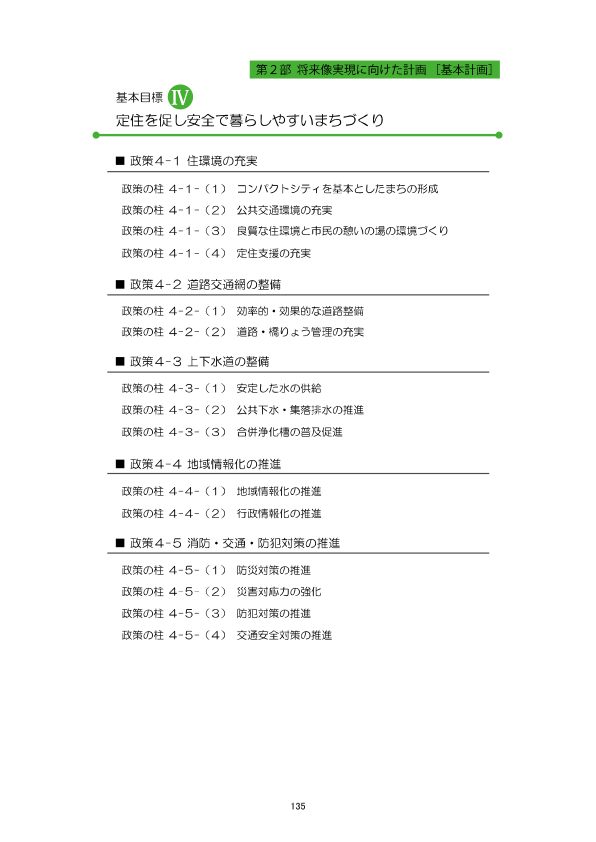 第２部 将来像実現に向けた計画 ［基本計画］
基本目標 Ⅳ
定住を促し安全で暮らしやすいまちづくり
■ 政策４-１ 住環境の充実
政策の柱 ４-１-（１） コンパクトシティを基本としたまちの形成
政策の柱 ４-１-（２） 公共交通環境の充実
政策の柱 ４-１-（３） 良質な住環境と市民の憩いの場の環境づくり
政策の柱 ４-１-（４） 定住支援の充実
■ 政策４-２ 道路交通網の整備
政策の柱 ４-２-（１） 効率的・効果的な道路整備
政策の柱 ４-２-（２） 道路・橋りょう管理の充実
■ 政策４-３ 上下水道の整備
政策の柱 ４-３-（１） 安定した水の供給
政策の柱 ４-３-（２） 公共下水・集落排水の推進
政策の柱 ４-３-（３） 合併浄化槽の普及促進
■ 政策４-４ 地域情報化の推進
政策の柱 ４-４-（１） 地域情報化の推進
政策の柱 ４-４-（２） 行政情報化の推進
■ 政策４-５ 消防・交通・防犯対策の推進
政策の柱 ４-５-（１） 防災対策の推進
政策の柱 ４-５-（２） 災害対応力の強化
政策の柱 ４-５-（３） 防犯対策の推進
政策の柱 ４-５-（４） 交通安全対策の推進
135